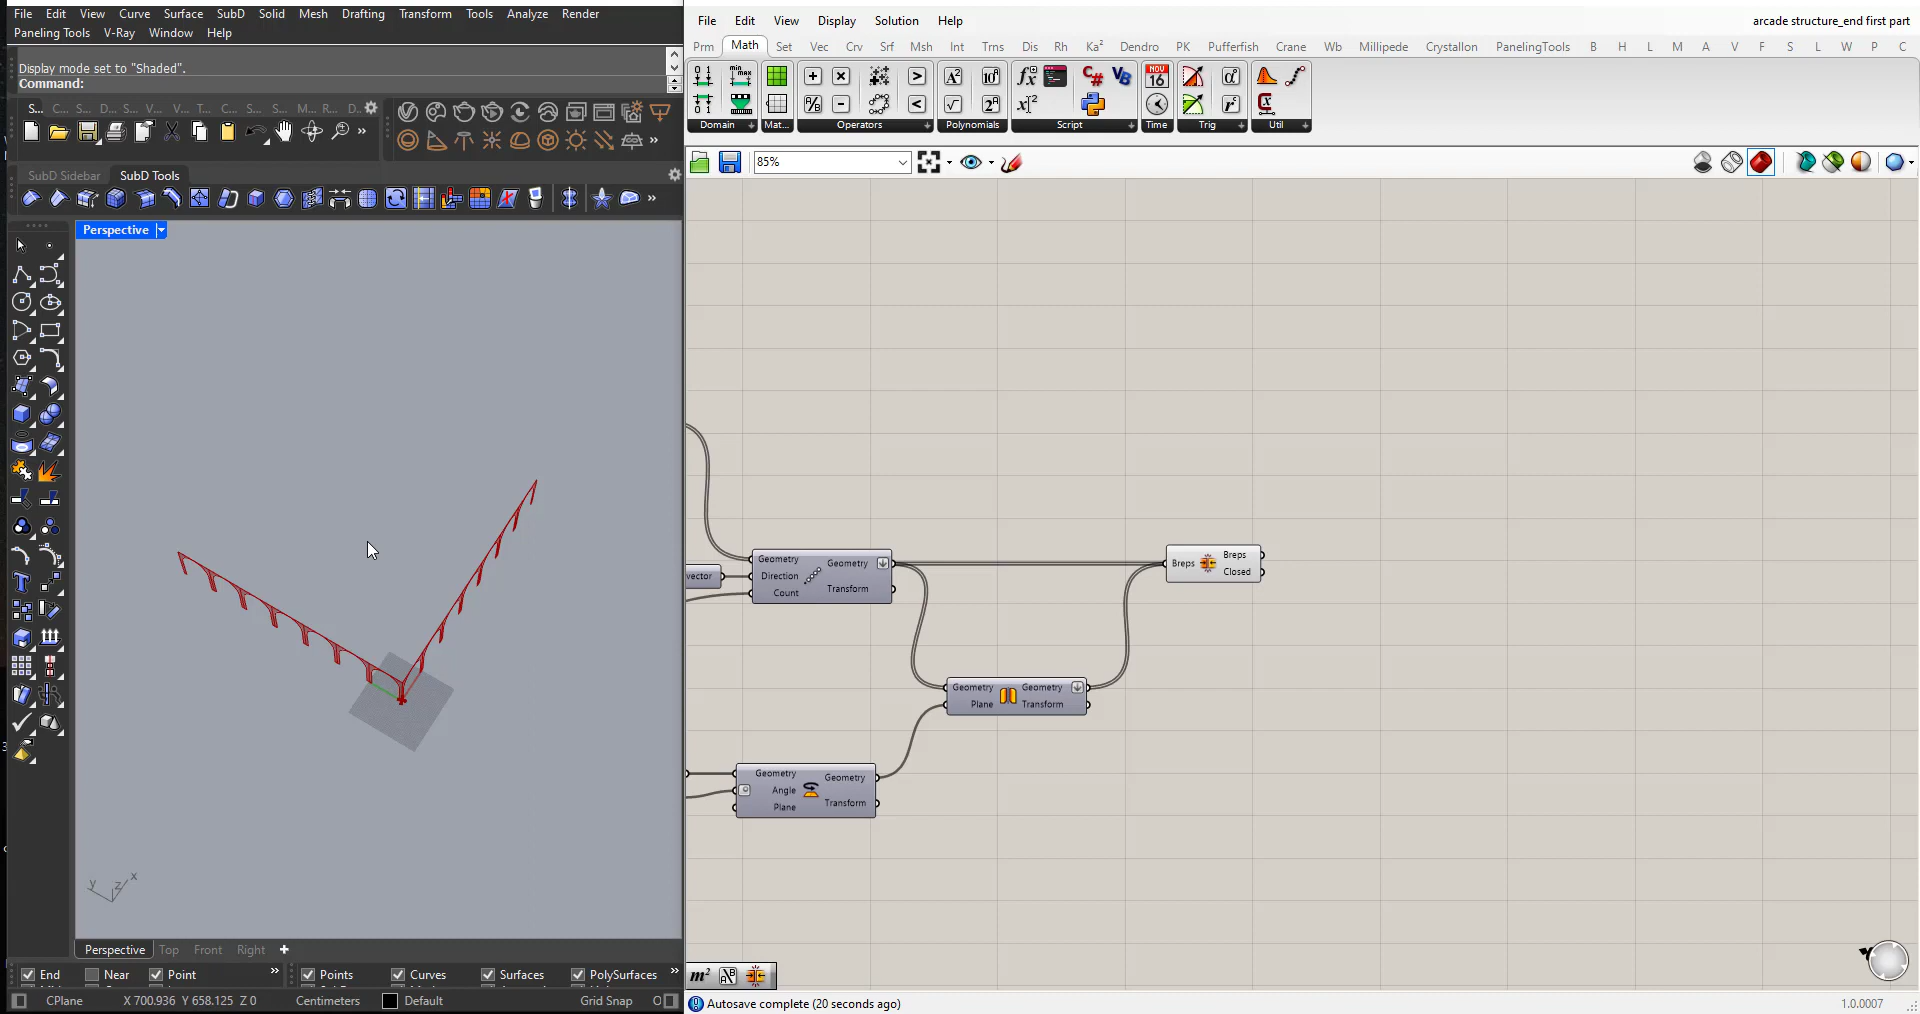 File Edit View Curve Surface SubD Solid Mesh Drafting Transform Tools Analyze Render
Paneling Tools V-Ray Window Help
Display mode set to "Shaded".
Command:
S... C... S... D... S... V... V... T... C... S... S... M... R... D...
SubD Sidebar SubD Tools
Perspective
y z x
Perspective Top Front Right
End Near Point Points Curves Surfaces PolySurfaces
CPlane X 700.936 Y 658.125 Z 0 Centimeters Default Grid Snap O
File Edit View Display Solution Help
arcade structure_end first part
Prm Math Set Vec Crv Srf Msh Int Trns Dis Rh Ka² Dendro PK Pufferfish Crane Wb Millipede Crystallon PanelingTools B H L M A V F S L W P C
Domain Mat... Operators Polynomials Script Time Trig Util
85%
Geometry
Direction
Count
Geometry
Transform
vector
Breps
Breps
Closed
Geometry
Plane
Geometry
Transform
Geometry
Angle
Plane
Geometry
Transform
Autosave complete (20 seconds ago)
1.0.0007